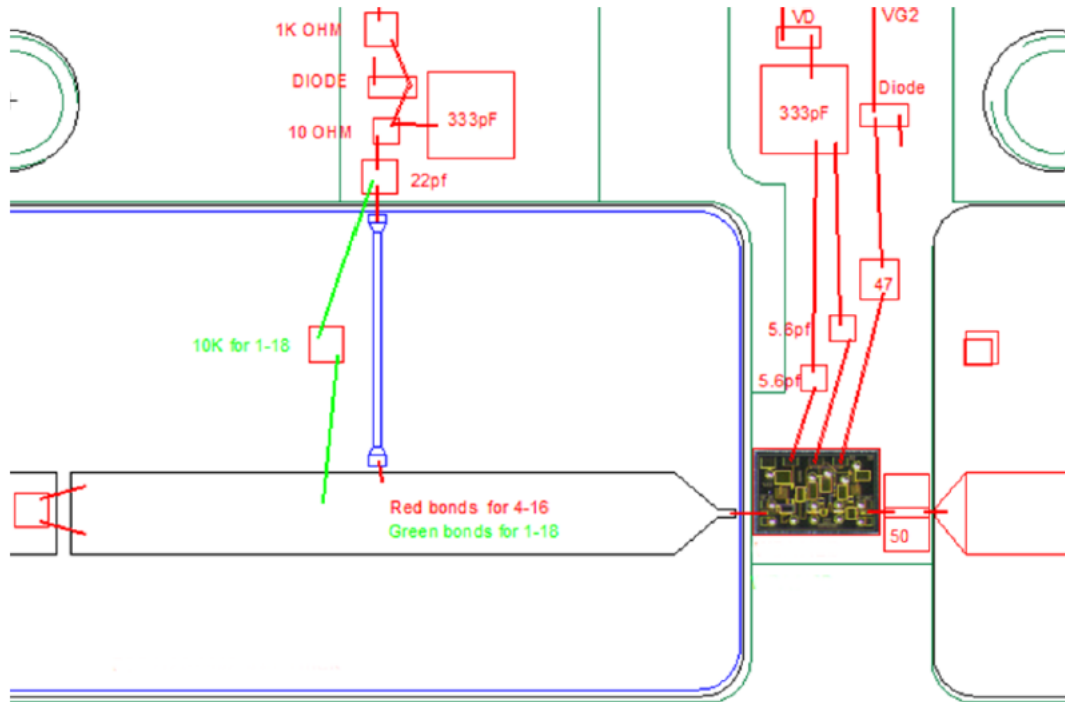 1K OHM
VD
VG2
DIODE
333pF
10 OHM
22pf
333pF
Diode
47
5.6pf
10K for 1-18
5.6pf
Red bonds for 4-16
Green bonds for 1-18
50